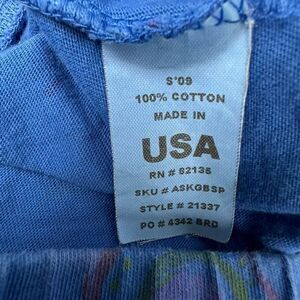 S'09
100% COTTON
MADE IN
USA
RN # 82135
SKU # ASKGBSP
STYLE # 21337
PO # 4342 BRD